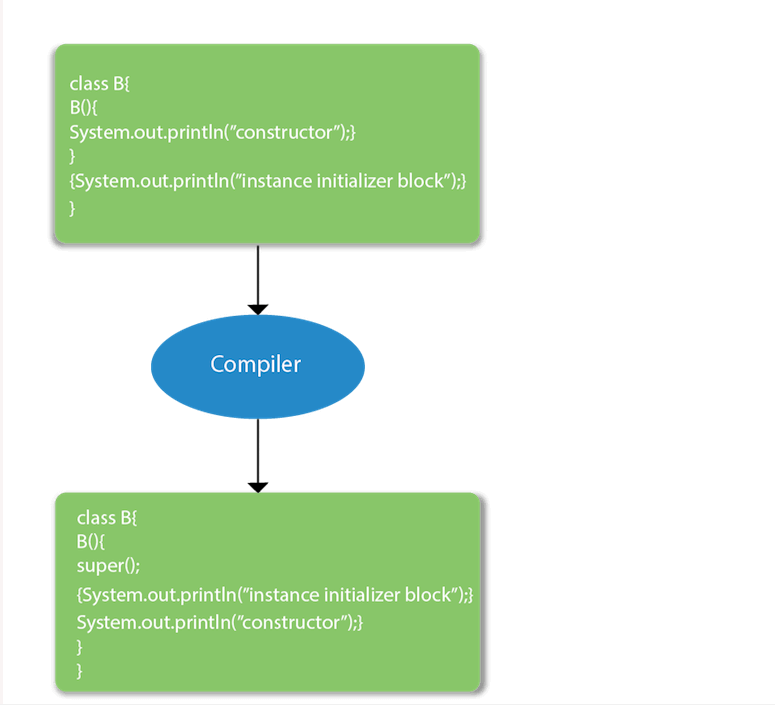 class B{
B(){
System.out.println(”constructor”);}
}
{System.out.println(”instance initializer block”);}
}
Compiler
class B{
B(){
super();
{System.out.println(”instance initializer block”);}
System.out.println(”constructor”);}
}
}